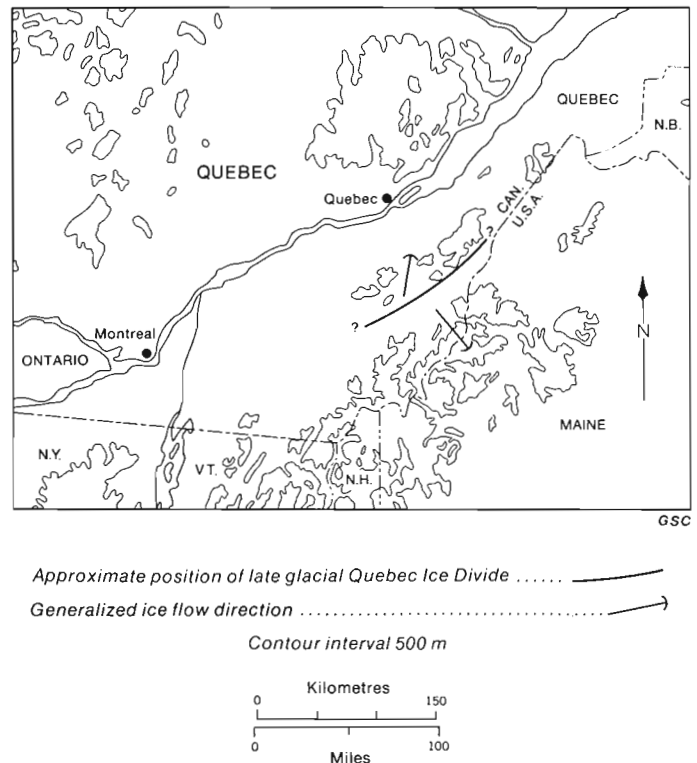 QUEBEC
N.B.
QUEBEC
Quebec
CAN.
U.S.A.
?
?
Montreal
ONTARIO
N
MAINE
N.Y.
VT.
N.H.
GSC
Approximate position of late glacial Quebec Ice Divide ......
Generalized ice flow direction ......................................
Contour interval 500 m
Kilometres
0 150
0 100
Miles